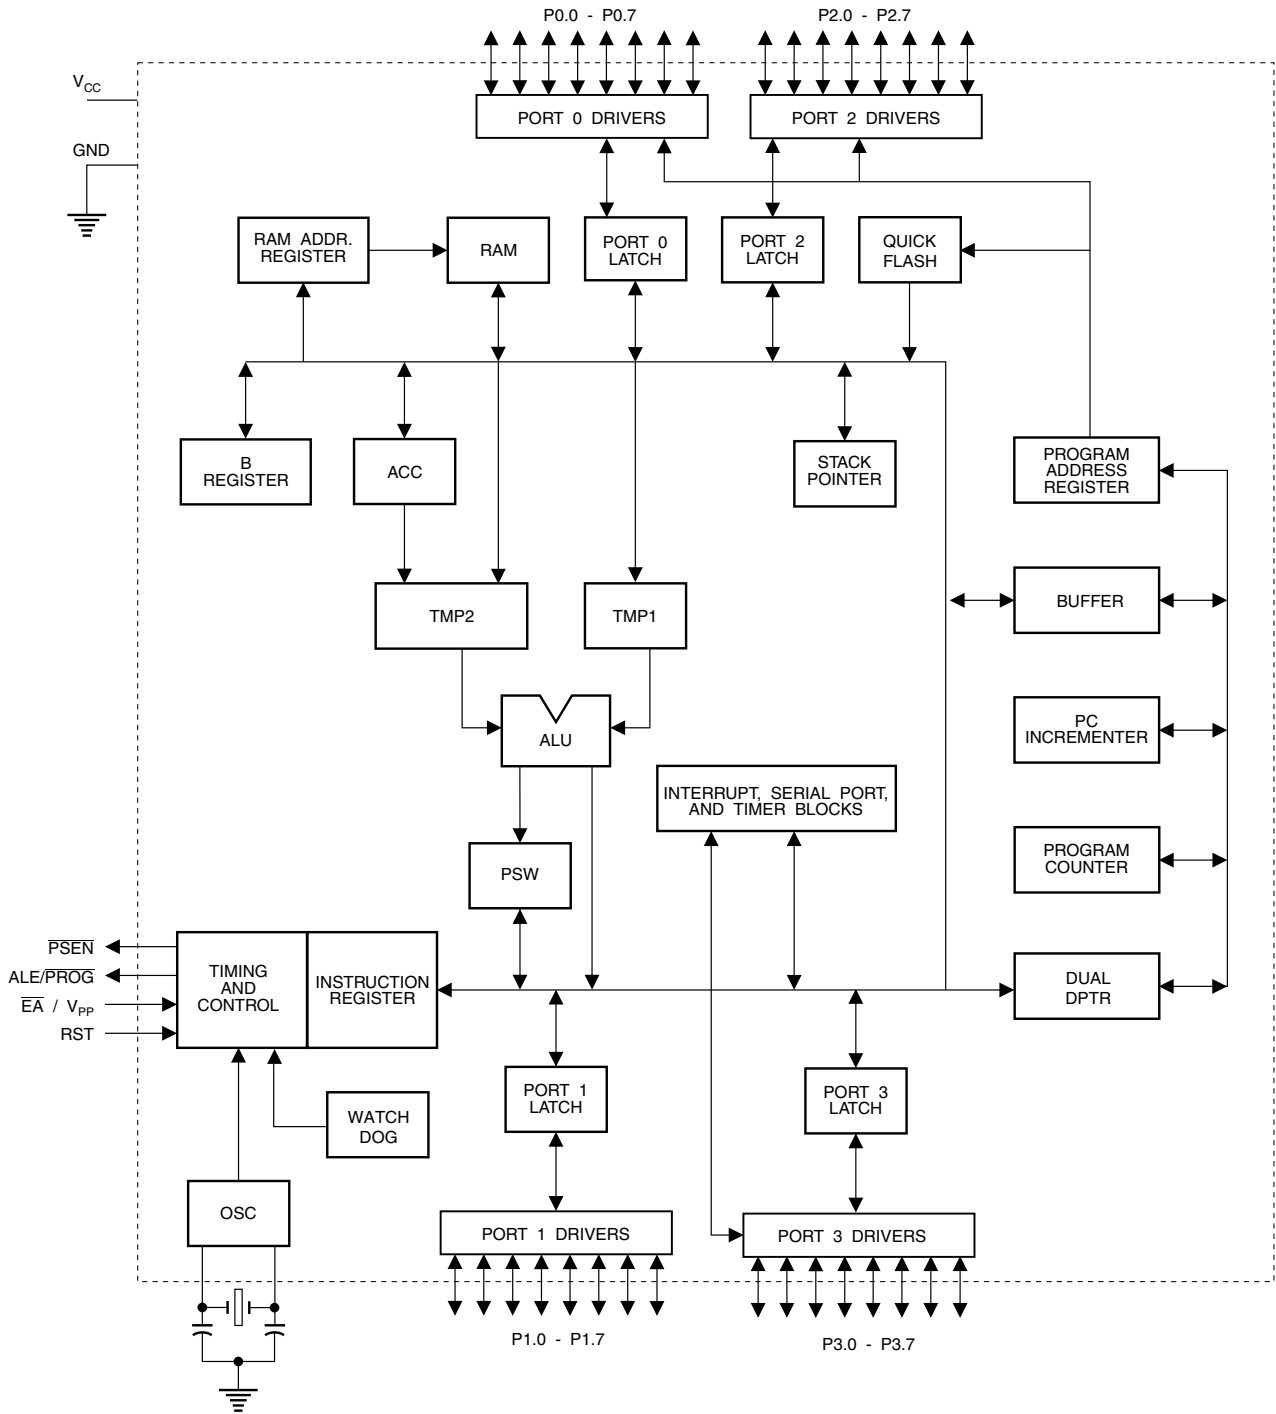 P0.0 - P0.7
P2.0 - P2.7
VCC
PORT 0 DRIVERS
PORT 2 DRIVERS
GND
RAM ADDR.
REGISTER
RAM
PORT 0
LATCH
PORT 2
LATCH
QUICK
FLASH
B
REGISTER
ACC
STACK
POINTER
PROGRAM
ADDRESS
REGISTER
TMP2
TMP1
BUFFER
ALU
PC
INCREMENTER
INTERRUPT, SERIAL PORT,
AND TIMER BLOCKS
PSW
PROGRAM
COUNTER
PSEN
ALE/PROG
EA / VPP
RST
TIMING
AND
CONTROL
INSTRUCTION
REGISTER
DUAL
DPTR
WATCH
DOG
PORT 1
LATCH
PORT 3
LATCH
OSC
PORT 1 DRIVERS
PORT 3 DRIVERS
P1.0 - P1.7
P3.0 - P3.7